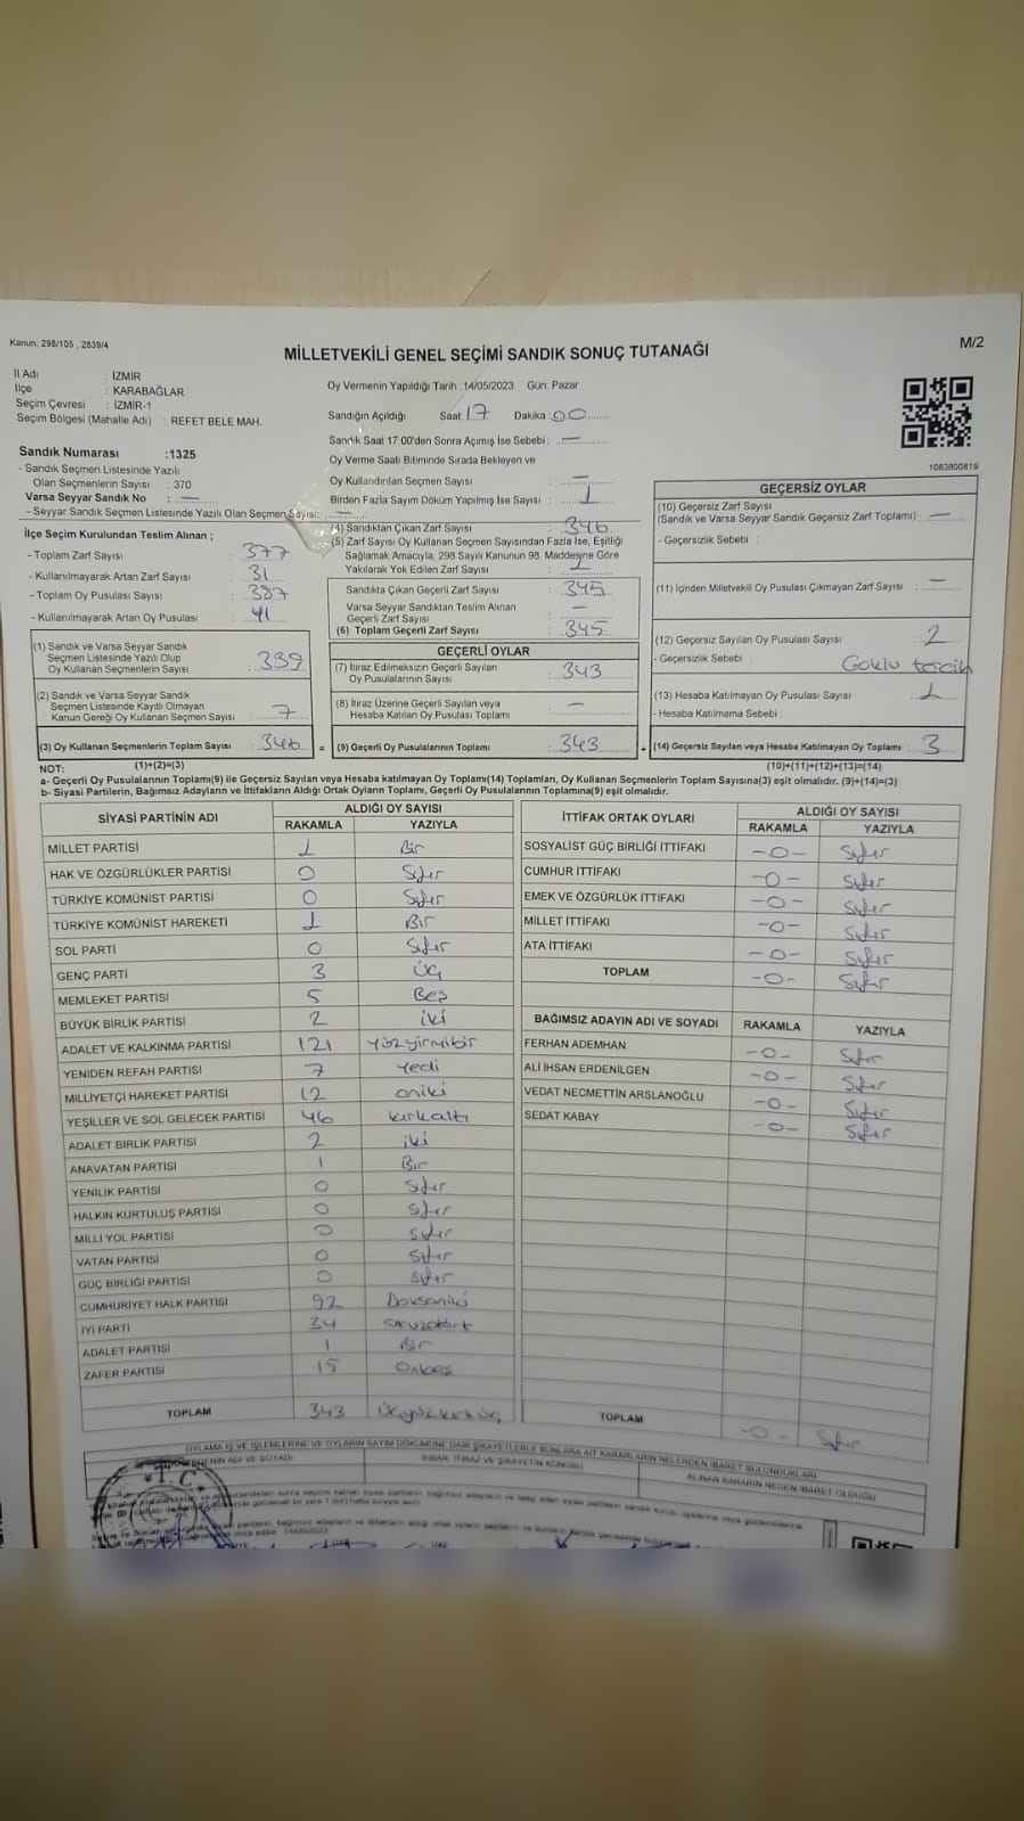 Kanun: 298/105 , 2839/4
MİLLETVEKİLİ GENEL SEÇİMİ SANDIK SONUÇ TUTANAĞI
M/2
İl Adı : İZMİR
İlçe : KARABAĞLAR
Seçim Çevresi : İZMİR-1
Seçim Bölgesi (Mahalle Adı) : REFET BELE MAH.
Sandık Numarası :1325
- Sandık Seçmen Listesinde Yazılı
Olan Seçmenlerin Sayısı : 370
Varsa Seyyar Sandık No : —
- Seyyar Sandık Seçmen Listesinde Yazılı Olan Seçmen Sayısı: —
Oy Vermenin Yapıldığı Tarih :14/05/2023 Gün: Pazar
Sandığın Açıldığı Saat: 17 Dakika: 00
Sandık Saat 17:00'den Sonra Açılmış İse Sebebi : —
Oy Verme Saati Bitiminde Sırada Bekleyen ve
Oy Kullandırılan Seçmen Sayısı : —
Birden Fazla Sayım Döküm Yapılmış İse Sayısı : 1
1083800819
İlçe Seçim Kurulundan Teslim Alınan ;
- Toplam Zarf Sayısı : 377
- Kullanılmayarak Artan Zarf Sayısı : 31
- Toplam Oy Pusulası Sayısı : 387
- Kullanılmayarak Artan Oy Pusulası : 41
(1) Sandık ve Varsa Seyyar Sandık
Seçmen Listesinde Yazılı Olup
Oy Kullanan Seçmenlerin Sayısı : 339
(2) Sandık ve Varsa Seyyar Sandık
Seçmen Listesinde Kaydı Olmayan
Kanun Gereği Oy Kullanan Seçmen Sayısı : 7
(3) Oy Kullanan Seçmenlerin Toplam Sayısı : 346
(1)+(2)=(3)
(4) Sandıktan Çıkan Zarf Sayısı : 346
(5) Zarf Sayısı Oy Kullanan Seçmen Sayısından Fazla İse, Eşitliği
Sağlamak Amacıyla, 298 Sayılı Kanunun 98. Maddesine Göre
Yakılarak Yok Edilen Zarf Sayısı : 1
Sandıkta Çıkan Geçerli Zarf Sayısı : 345
Varsa Seyyar Sandıktan Teslim Alınan
Geçerli Zarf Sayısı : —
(6) Toplam Geçerli Zarf Sayısı : 345
GEÇERLİ OYLAR
(7) İtiraz Edilmeksizin Geçerli Sayılan
Oy Pusulalarının Sayısı : 343
(8) İtiraz Üzerine Geçerli Sayılan veya
Hesaba Katılan Oy Pusulası Toplamı : —
= (9) Geçerli Oy Pusulalarının Toplamı : 343
GEÇERSİZ OYLAR
(10) Geçersiz Zarf Sayısı
(Sandık ve Varsa Seyyar Sandık Geçersiz Zarf Toplamı) : —
- Geçersizlik Sebebi :
(11) İçinden Milletvekili Oy Pusulası Çıkmayan Zarf Sayısı : —
(12) Geçersiz Sayılan Oy Pusulası Sayısı : 2
- Geçersizlik Sebebi : Çoklu tercih
(13) Hesaba Katılmayan Oy Pusulası Sayısı : 1
- Hesaba Katılmama Sebebi :
(14) Geçersiz Sayılan veya Hesaba Katılmayan Oy Toplamı : 3
(10)+(11)+(12)+(13)=(14)
NOT:
a- Geçerli Oy Pusulalarının Toplamı(9) ile Geçersiz Sayılan veya Hesaba katılmayan Oy Toplamı(14) Toplamları, Oy Kullanan Seçmenlerin Toplam Sayısına(3) eşit olmalıdır. (9)+(14)=(3)
b- Siyasi Partilerin, Bağımsız Adayların ve İttifakların Aldığı Ortak Oyların Toplamı, Geçerli Oy Pusulalarının Toplamına(9) eşit olmalıdır.
SİYASİ PARTİNİN ADI ALDIĞI OY SAYISI
RAKAMLA YAZIYLA
MİLLET PARTİSİ 1 Bir
HAK VE ÖZGÜRLÜKLER PARTİSİ 0 Sıfır
TÜRKİYE KOMÜNİST PARTİSİ 0 Sıfır
TÜRKİYE KOMÜNİST HAREKETİ 1 Bir
SOL PARTİ 0 Sıfır
GENÇ PARTİ 3 Üç
MEMLEKET PARTİSİ 5 Beş
BÜYÜK BİRLİK PARTİSİ 2 iki
ADALET VE KALKINMA PARTİSİ 121 yüzyirmibir
YENİDEN REFAH PARTİSİ 7 yedi
MİLLİYETÇİ HAREKET PARTİSİ 12 oniki
YEŞİLLER VE SOL GELECEK PARTİSİ 46 kırkaltı
ADALET BİRLİK PARTİSİ 2 iki
ANAVATAN PARTİSİ 1 Bir
YENİLİK PARTİSİ 0 Sıfır
HALKIN KURTULUŞ PARTİSİ 0 Sıfır
MİLLİ YOL PARTİSİ 0 Sıfır
VATAN PARTİSİ 0 Sıfır
GÜÇ BİRLİĞİ PARTİSİ 0 Sıfır
CUMHURİYET HALK PARTİSİ 92 Doksaniki
İYİ PARTİ 34
ADALET PARTİSİ 1 Bir
ZAFER PARTİSİ 15 Onbeş
TOPLAM 343 Üçyüzkırküç
İTTİFAK ORTAK OYLARI ALDIĞI OY SAYISI
RAKAMLA YAZIYLA
SOSYALİST GÜÇ BİRLİĞİ İTTİFAKI -0- Sıfır
CUMHUR İTTİFAKI -0- Sıfır
EMEK VE ÖZGÜRLÜK İTTİFAKI -0- Sıfır
MİLLET İTTİFAKI -0- Sıfır
ATA İTTİFAKI -0- Sıfır
TOPLAM -0- Sıfır
BAĞIMSIZ ADAYIN ADI VE SOYADI RAKAMLA YAZIYLA
FERHAN ADEMHAN -0- Sıfır
ALİ İHSAN ERDENİLGEN -0- Sıfır
VEDAT NECMETTİN ARSLANOĞLU -0- Sıfır
SEDAT KABAY -0- Sıfır
TOPLAM -0- Sıfır
T.C.